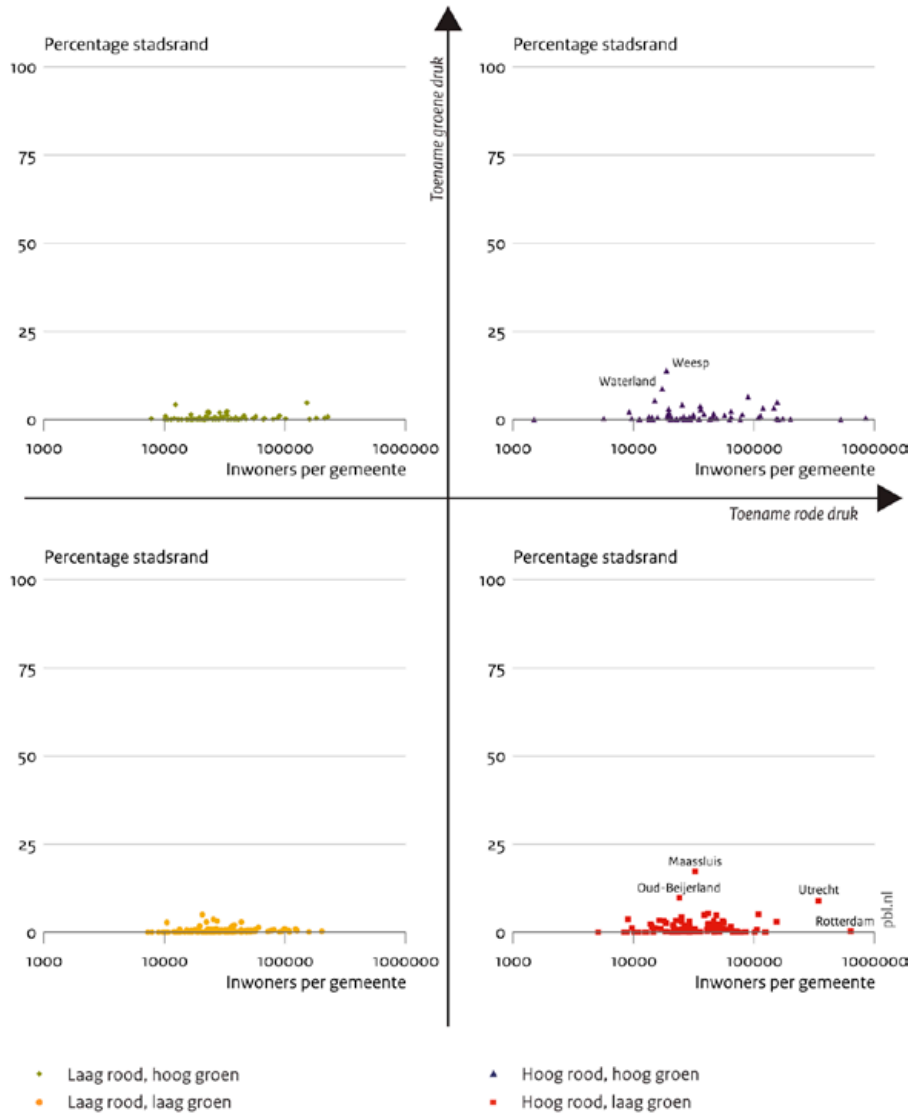 Percentage stadsrand
100
75
50
25
0
1000 10000 100000 1000000
Inwoners per gemeente
Toename groene druk
Percentage stadsrand
100
75
50
25
0
Weesp
Waterland
1000 10000 100000 1000000
Inwoners per gemeente
Toename rode druk
Percentage stadsrand
100
75
50
25
0
1000 10000 100000 1000000
Inwoners per gemeente
Percentage stadsrand
100
75
50
25
0
Maassluis
Oud-Beijerland
Utrecht
Rotterdam
pbl.nl
1000 10000 100000 1000000
Inwoners per gemeente
Laag rood, hoog groen
Hoog rood, hoog groen
Laag rood, laag groen
Hoog rood, laag groen